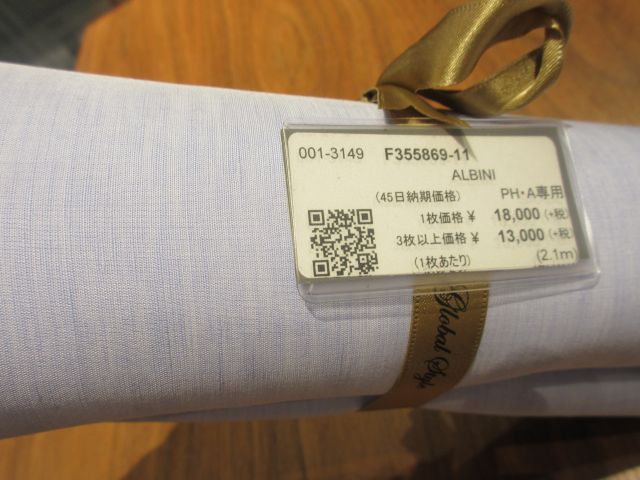 001-3149 F355869-11
ALBINI
(45日納期価格) PH・A専用
1枚価格 ¥ 18,000 (+税)
3枚以上価格 ¥ 13,000 (+税)
(1枚あたり) (2.1m)
Global Style